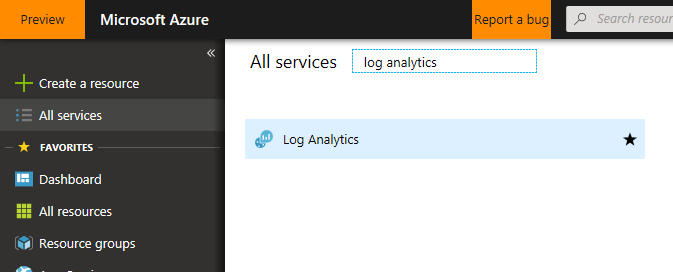 Preview
Microsoft Azure
Report a bug
Search resour
«
Create a resource
All services
FAVORITES
Dashboard
All resources
Resource groups
All services
log analytics
Log Analytics